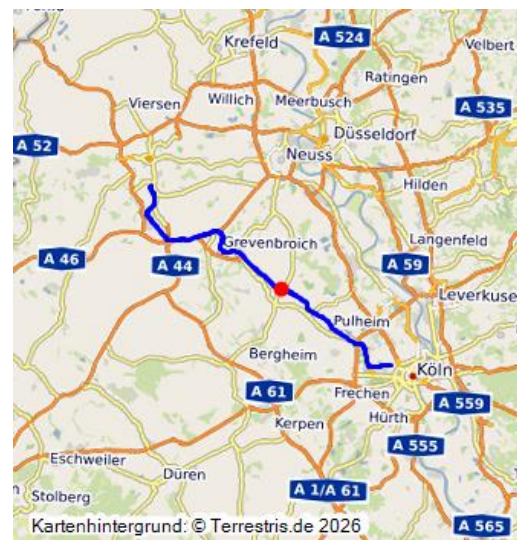 A 524
Velbert
Krefeld
Ratingen
Viersen
Willich
Meerbusch
A 535
Düsseldorf
A 52
Neuss
Hilden
A 46
Grevenbroich
Langenfeld
A 44
A 59
Leverkuse
Pulheim
Bergheim
Köln
A 61
Frechen
A 559
Hürth
Kerpen
A 555
Eschweiler
Düren
A 1/A 61
Stolberg
A 565
Kartenhintergrund: © Terrestris.de 2026